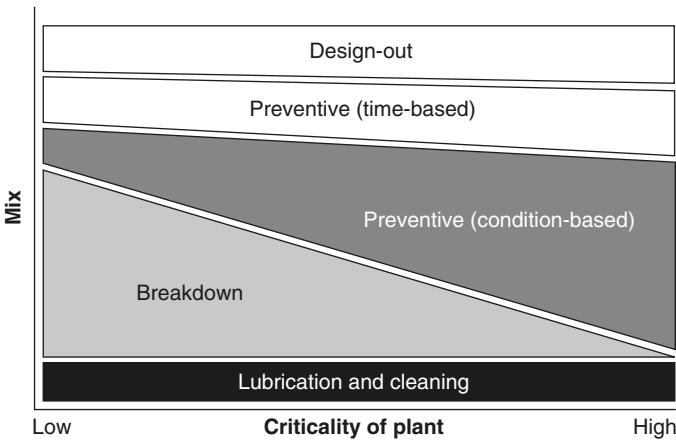 Design-out
Preventive (time-based)
Preventive (condition-based)
Breakdown
Lubrication and cleaning
Mix
Low
Criticality of plant
High